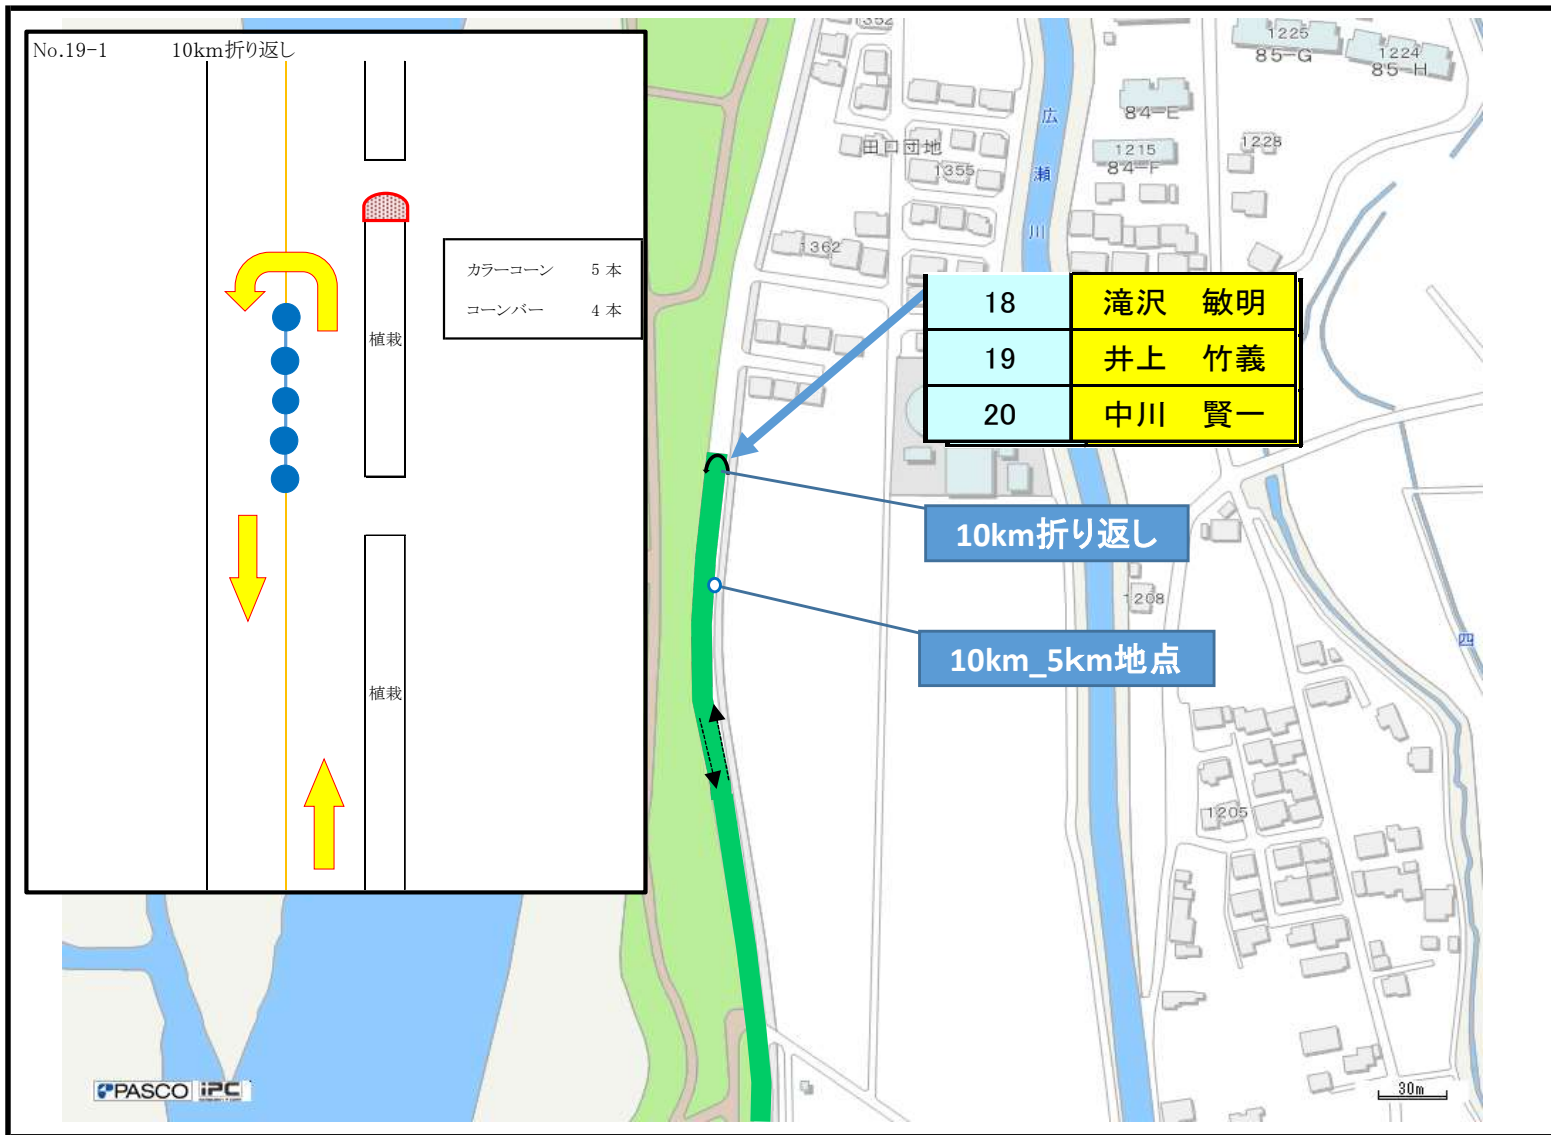 No.19-1 10km折り返し
カラーコーン 5 本
コーンバー 4 本
植栽
植栽
1352
1225
85-G
1224
85-H
84-E
広瀬川
田口団地
1355
1215
84-F
1228
1362
18 滝沢 敏明
19 井上 竹義
20 中川 賢一
10km折り返し
1208
10km_5km地点
四
1205
PASCO iPC
30m